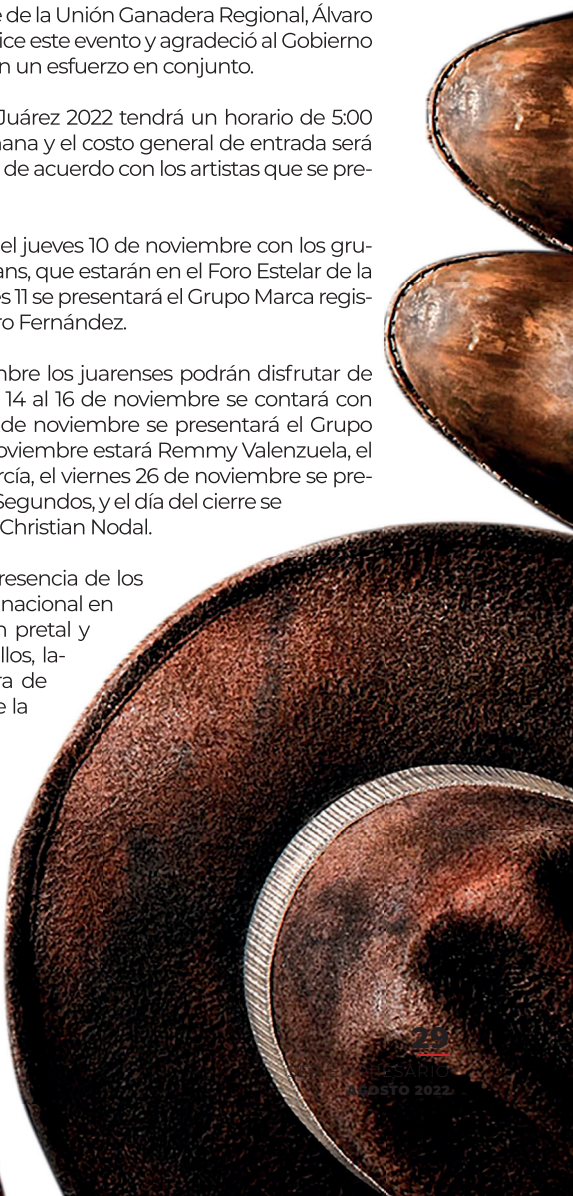 de la Unión Ganadera Regional, Álvaro
ice este evento y agradeció al Gobierno
n un esfuerzo en conjunto.
Juárez 2022 tendrá un horario de 5:00
ana y el costo general de entrada será
de acuerdo con los artistas que se pre-
el jueves 10 de noviembre con los gru-
ans, que estarán en el Foro Estelar de la
es 11 se presentará el Grupo Marca regis-
ro Fernández.
mbre los juarenses podrán disfrutar de
14 al 16 de noviembre se contará con
de noviembre se presentará el Grupo
oviembre estará Remmy Valenzuela, el
rcía, el viernes 26 de noviembre se pre-
Segundos, y el día del cierre se
Christian Nodal.
resencia de los
nacional en
n pretal y
llos, la-
ra de
e la
29
AGOSTO 2022